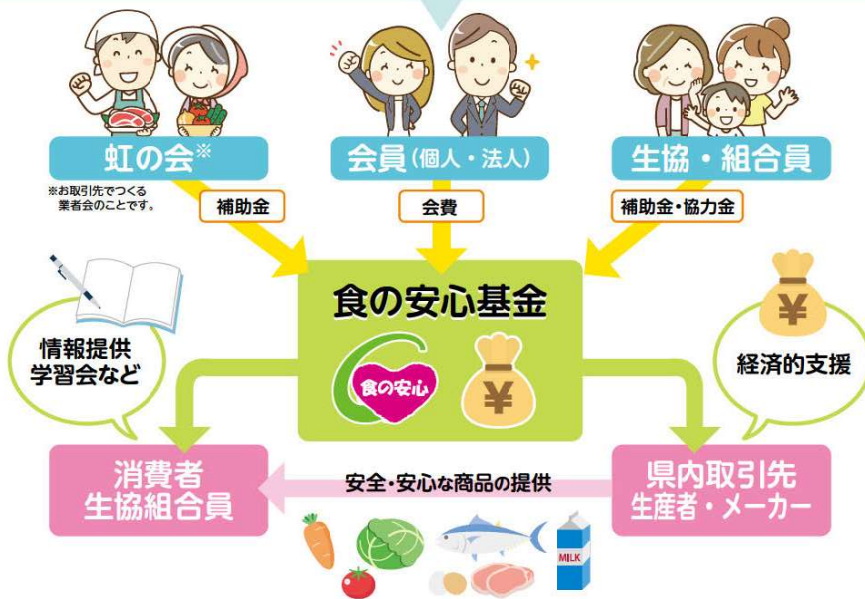 虹の会※
会員(個人・法人)
生協・組合員
※お取引先でつくる
業者会のことです。
補助金
会費
補助金・協力金
食の安心基金
食の安心
¥
情報提供
学習会など
¥
経済的支援
消費者
生協組合員
安全・安心な商品の提供
県内取引先
生産者・メーカー
MILK